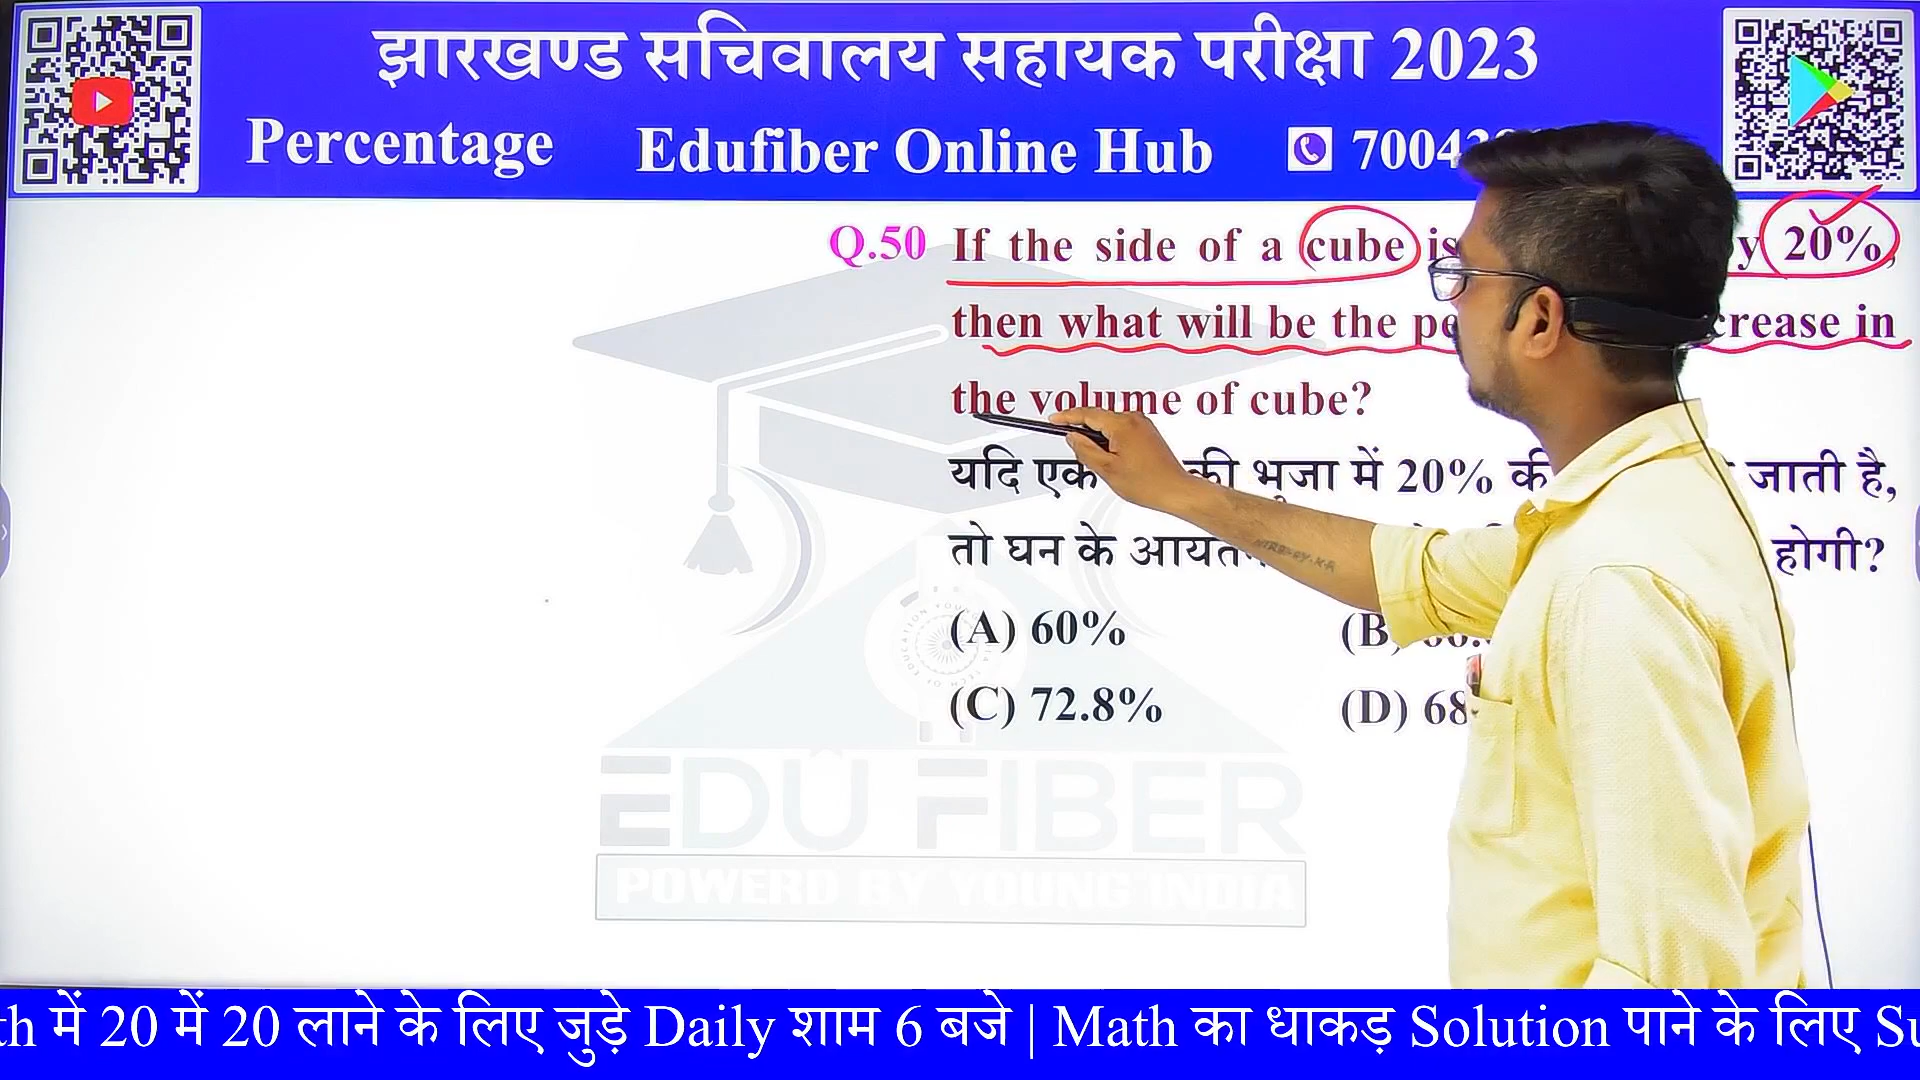 झारखण्ड सचिवालय सहायक परीक्षा 2023
Percentage Edufiber Online Hub 7004
Q.50 If the side of a cube is 20%,
then what will be the crease in
the volume of cube?
यदि एक की भुजा में 20% की जाती है,
तो घन के होगी?
(A) 60% (B)
(C) 72.8% (D) 68
EDU FIBER
POWERD BY YOUNG INDIA
th में 20 में 20 लाने के लिए जुड़े Daily शाम 6 बजे | Math का धाकड़ Solution पाने के लिए Su